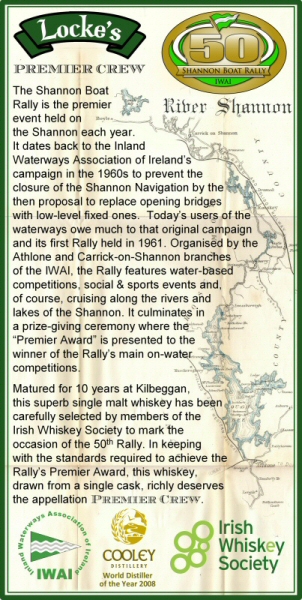 Locke's
50
SHANNON BOAT RALLY
IWAI
PREMIER CREW
River Shannon
The Shannon Boat
Rally is the premier
event held on
the Shannon each year.
It dates back to the Inland
Waterways Association of Ireland's
campaign in the 1960s to prevent the
closure of the Shannon Navigation by the
then proposal to replace opening bridges
with low-level fixed ones. Today's users of the
waterways owe much to that original campaign
and its first Rally held in 1961. Organised by the
Athlone and Carrick-on-Shannon branches
of the IWAI, the Rally features water-based
competitions, social & sports events and,
of course, cruising along the rivers and
lakes of the Shannon. It culminates in
a prize-giving ceremony where the
“Premier Award” is presented to the
winner of the Rally's main on-water
competitions.
Matured for 10 years at Kilbeggan,
this superb single malt whiskey has been
carefully selected by members of the
Irish Whiskey Society to mark the
occasion of the 50th Rally. In keeping
with the standards required to achieve the
Rally's Premier Award, this whiskey,
drawn from a single cask, richly deserves
the appellation PREMIER CREW.
Inland Waterways Association of Ireland
IWAI
COOLEY
DISTILLERY
World Distiller
of the Year 2008
Irish
Whiskey
Society